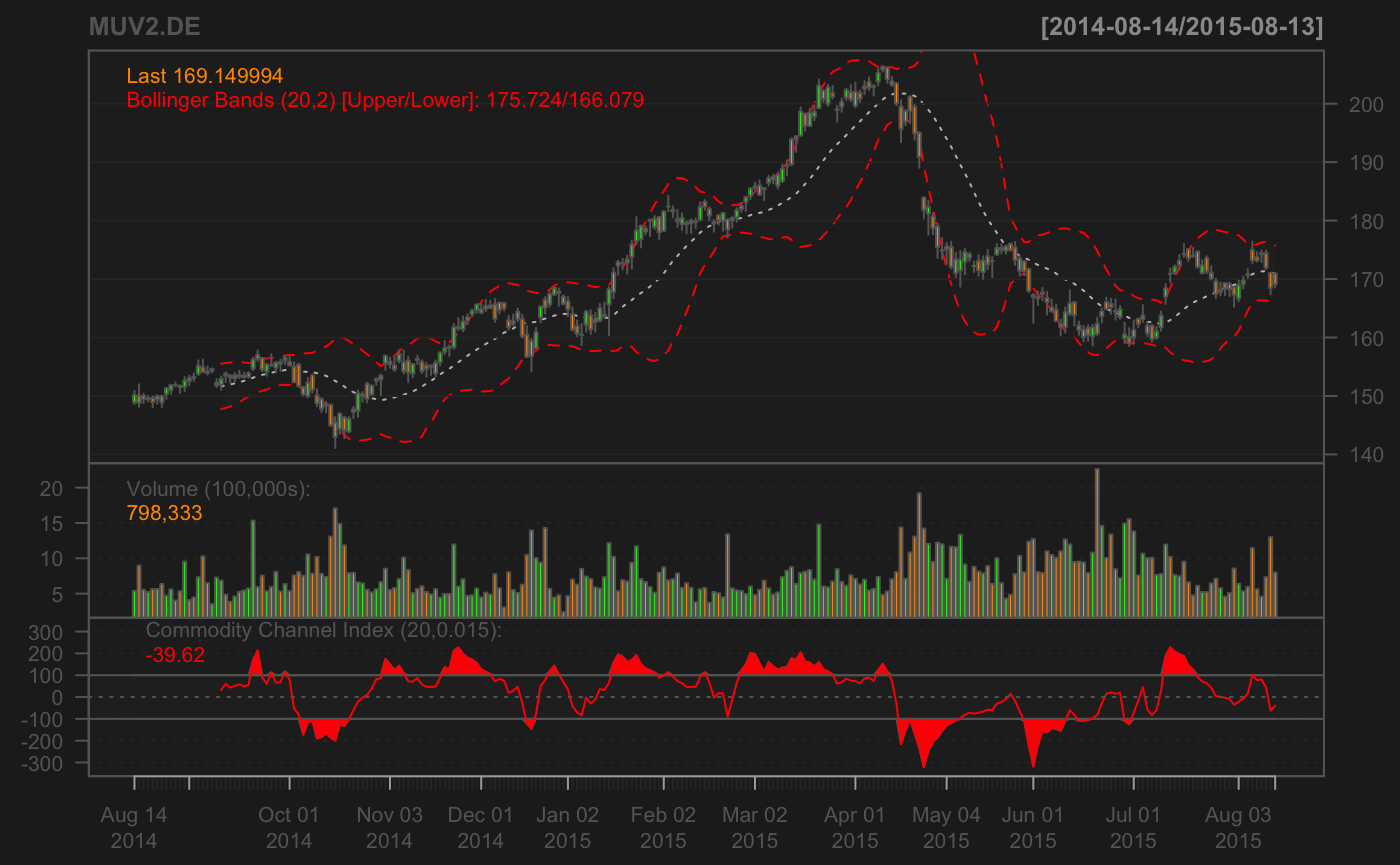 MUV2.DE [2014-08-14/2015-08-13]
Last 169.149994
Bollinger Bands (20,2) [Upper/Lower]: 175.724/166.079
200
190
180
170
160
150
140
Volume (100,000s):
798,333
20
15
10
5
Commodity Channel Index (20,0.015):
-39.62
300
200
100
0
-100
-200
-300
Aug 14 Oct 01 Nov 03 Dec 01 Jan 02 Feb 02 Mar 02 Apr 01 May 04 Jun 01 Jul 01 Aug 03
2014 2014 2014 2014 2015 2015 2015 2015 2015 2015 2015 2015